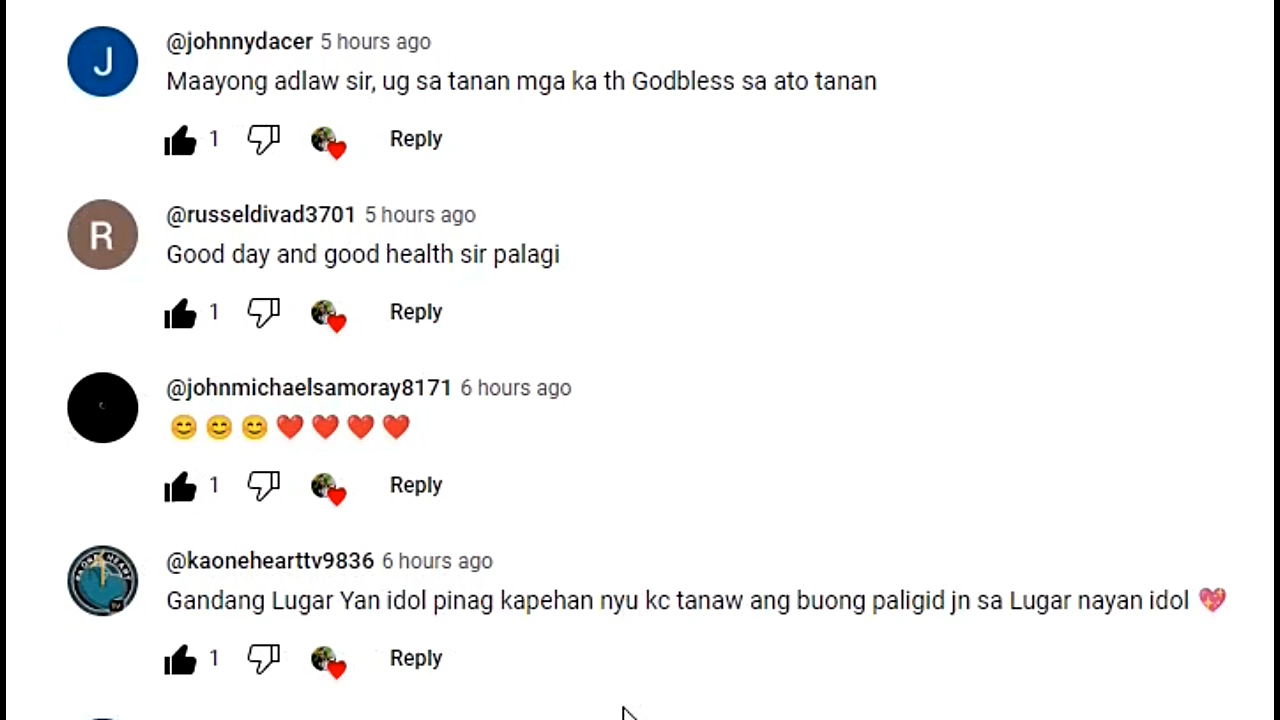 J
@johnnydacer 5 hours ago
Maayong adlaw sir, ug sa tanan mga ka th Godbless sa ato tanan
1 Reply
R
@russeldivad3701 5 hours ago
Good day and good health sir palagi
1 Reply
@johnmichaelsamoray8171 6 hours ago
😊😊😊❤️❤️❤️❤️
1 Reply
@kaonehearttv9836 6 hours ago
Gandang Lugar Yan idol pinag kapehan nyu kc tanaw ang buong paligid jn sa Lugar nayan idol 💖
1 Reply